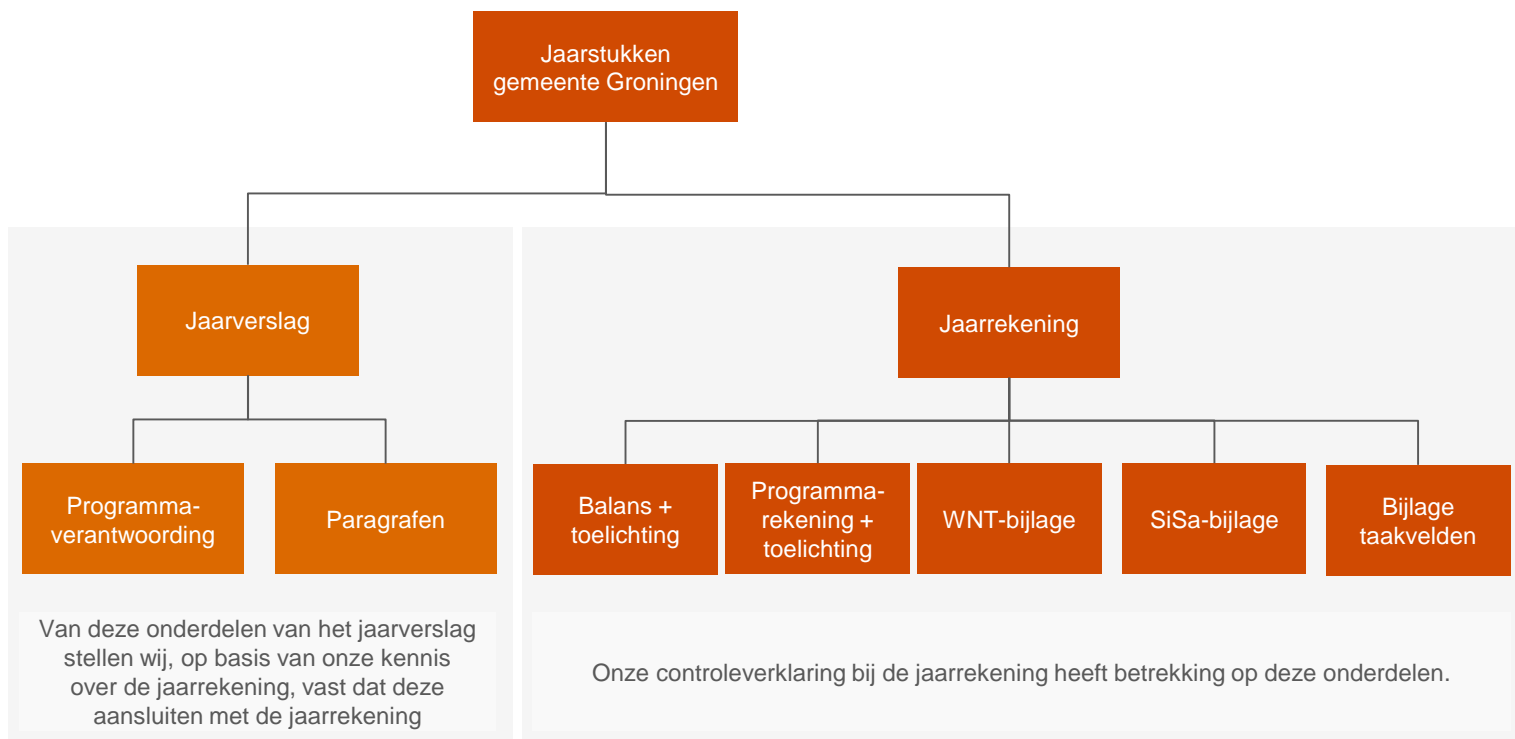 Jaarstukken
gemeente Groningen
Jaarverslag
Jaarrekening
Programma-
verantwoording
Paragrafen
Balans +
toelichting
Programma-
rekening +
toelichting
WNT-bijlage
SiSa-bijlage
Bijlage
taakvelden
Van deze onderdelen van het jaarverslag
stellen wij, op basis van onze kennis
over de jaarrekening, vast dat deze
aansluiten met de jaarrekening
Onze controleverklaring bij de jaarrekening heeft betrekking op deze onderdelen.